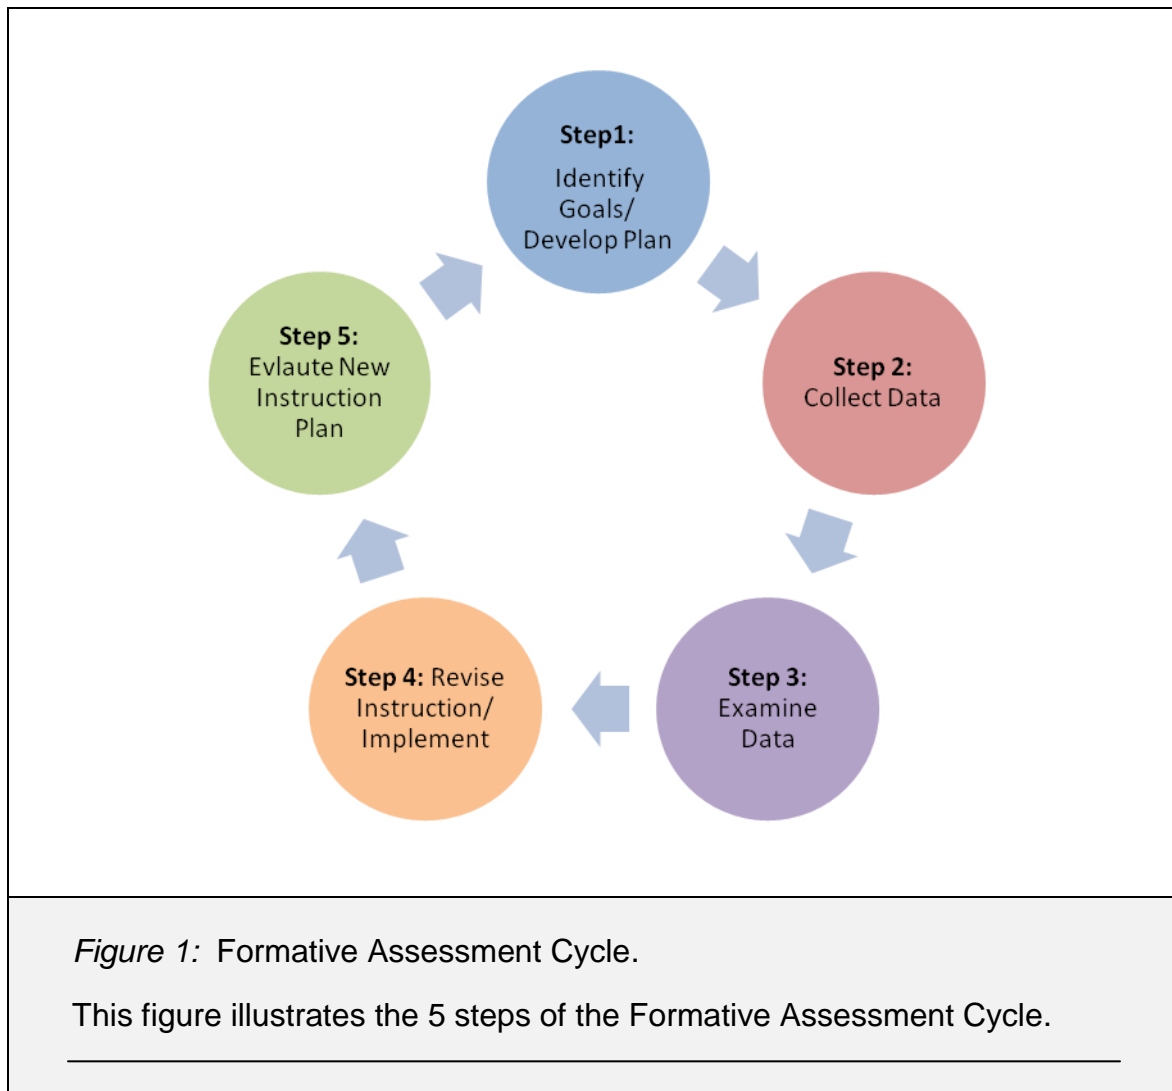 Step1:
Identify
Goals/
Develop Plan
Step 2:
Collect Data
Step 3:
Examine
Data
Step 4: Revise
Instruction/
Implement
Step 5:
Evlaute New
Instruction
Plan
Figure 1: Formative Assessment Cycle.
This figure illustrates the 5 steps of the Formative Assessment Cycle.